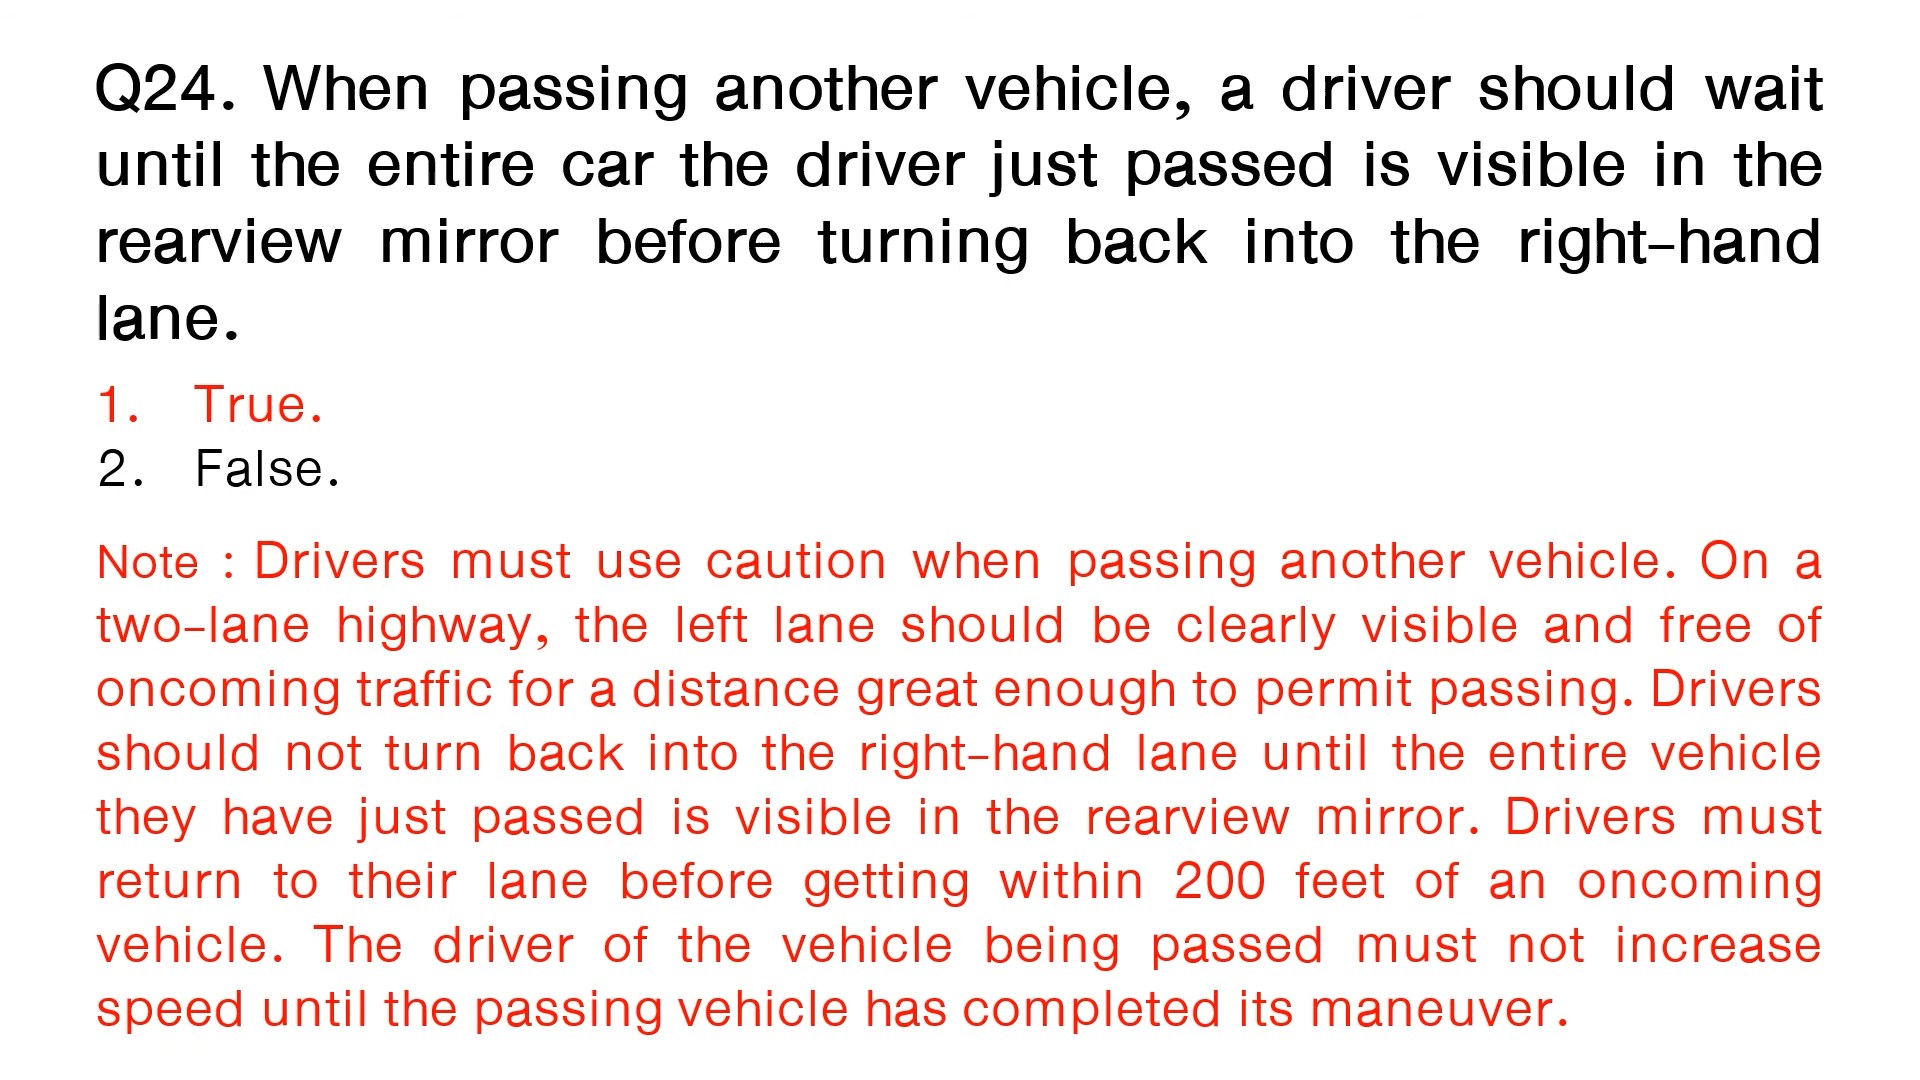 Q24. When passing another vehicle, a driver should wait
until the entire car the driver just passed is visible in the
rearview mirror before turning back into the right-hand
lane.
1. True.
2. False.
Note : Drivers must use caution when passing another vehicle. On a
two-lane highway, the left lane should be clearly visible and free of
oncoming traffic for a distance great enough to permit passing. Drivers
should not turn back into the right-hand lane until the entire vehicle
they have just passed is visible in the rearview mirror. Drivers must
return to their lane before getting within 200 feet of an oncoming
vehicle. The driver of the vehicle being passed must not increase
speed until the passing vehicle has completed its maneuver.